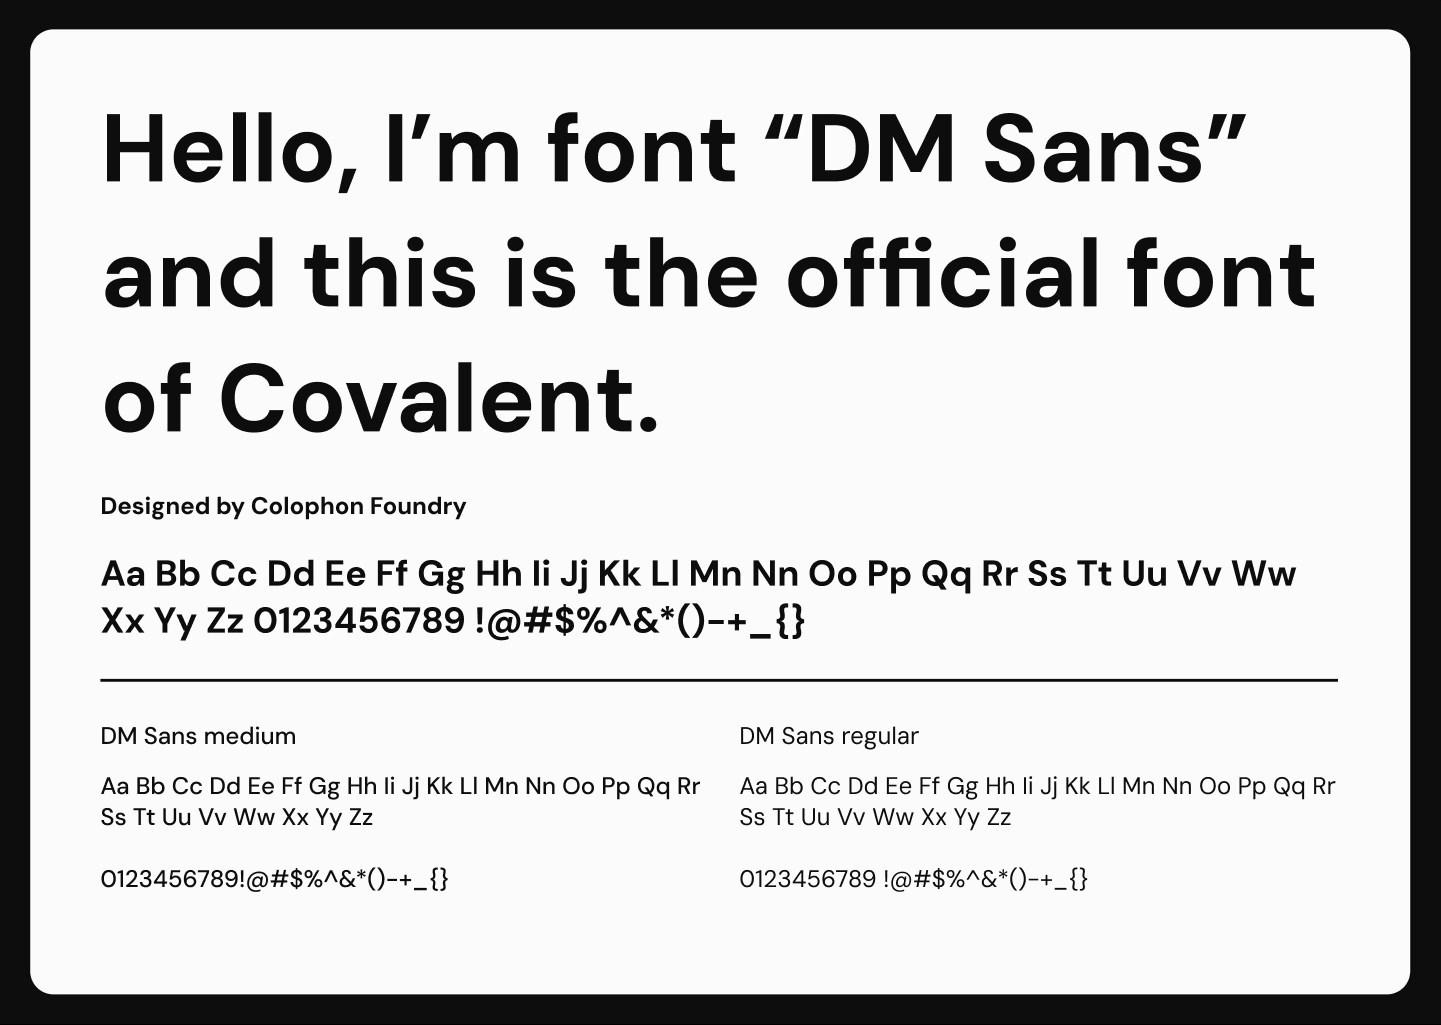 Hello, I’m font “DM Sans”
and this is the official font
of Covalent.
Designed by Colophon Foundry
Aa Bb Cc Dd Ee Ff Gg Hh Ii Jj Kk Ll Mn Nn Oo Pp Qq Rr Ss Tt Uu Vv Ww
Xx Yy Zz 0123456789 !@#$%^&*()-+_{}
DM Sans medium
Aa Bb Cc Dd Ee Ff Gg Hh Ii Jj Kk Ll Mn Nn Oo Pp Qq Rr
Ss Tt Uu Vv Ww Xx Yy Zz
0123456789!@#$%^&*()-+_{}
DM Sans regular
Aa Bb Cc Dd Ee Ff Gg Hh Ii Jj Kk Ll Mn Nn Oo Pp Qq Rr
Ss Tt Uu Vv Ww Xx Yy Zz
0123456789 !@#$%^&*()-+_{}